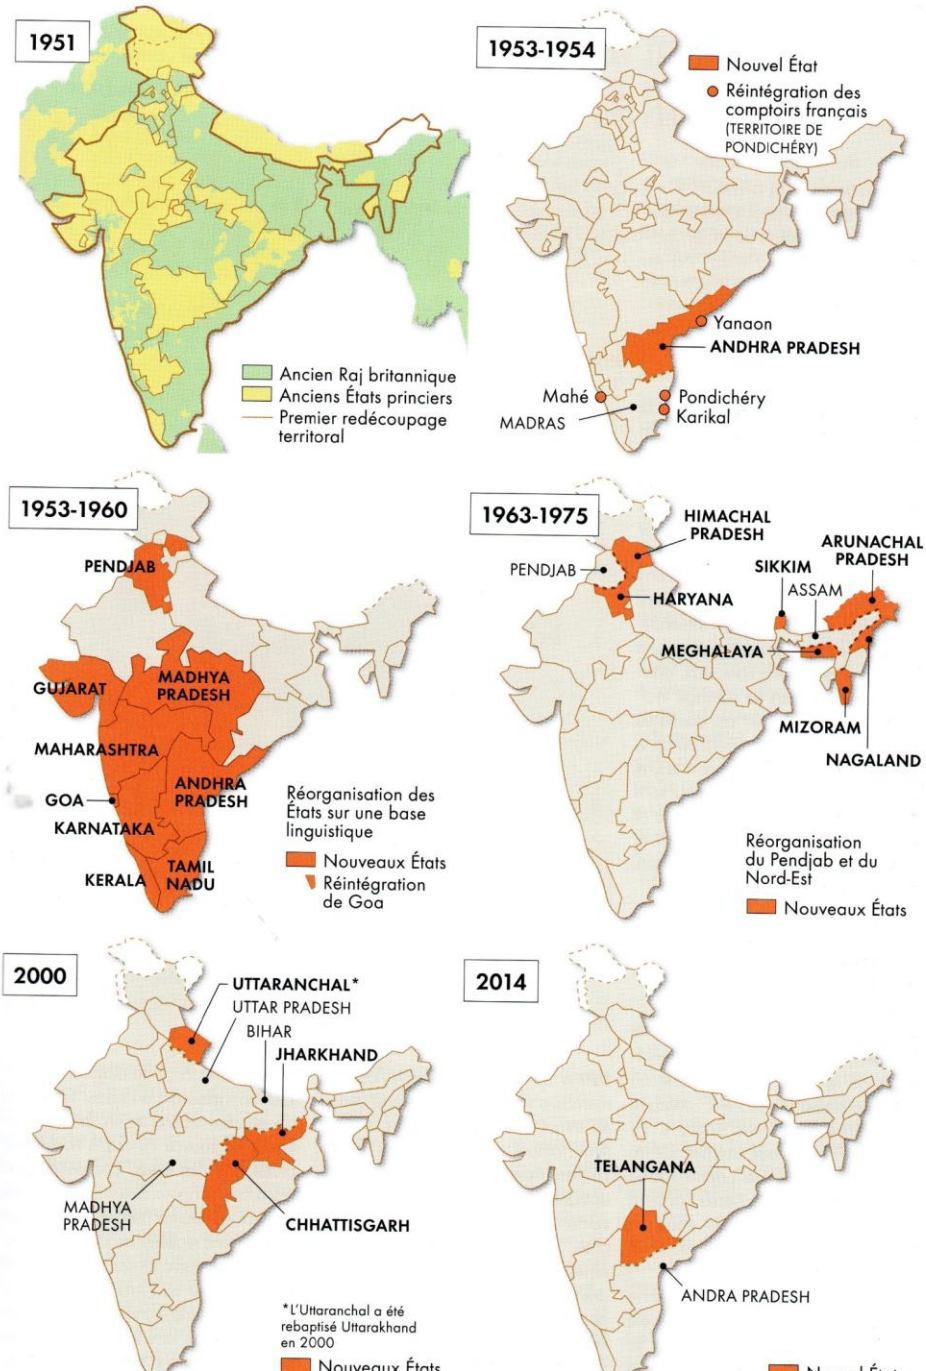 1951
Ancien Raj britannique
Anciens États princiers
Premier redécoupage
territoral
1953-1954
Nouvel État
Réintégration des
comptoirs français
(TERRITOIRE DE
PONDICHÉRY)
Yanaon
ANDHRA PRADESH
Mahé
Pondichéry
Karikal
MADRAS
1953-1960
PENDJAB
GUJARAT
MADHYA
PRADESH
MAHARASHTRA
ANDHRA
PRADESH
GOA
KARNATAKA
KERALA
TAMIL
NADU
Réorganisation des
États sur une base
linguistique
Nouveaux États
Réintégration
de Goa
1963-1975
HIMACHAL
PRADESH
PENDJAB
HARYANA
SIKKIM
ASSAM
ARUNACHAL
PRADESH
MEGHALAYA
MIZORAM
NAGALAND
Réorganisation
du Pendjab et du
Nord-Est
Nouveaux États
2000
UTTARANCHAL*
UTTAR PRADESH
BIHAR
JHARKHAND
MADHYA
PRADESH
CHHATTISGARH
*L'Uttaranchal a été
rebaptisé Uttarakhand
en 2000
Nouveaux États
2014
TELANGANA
ANDRA PRADESH
Nouvel